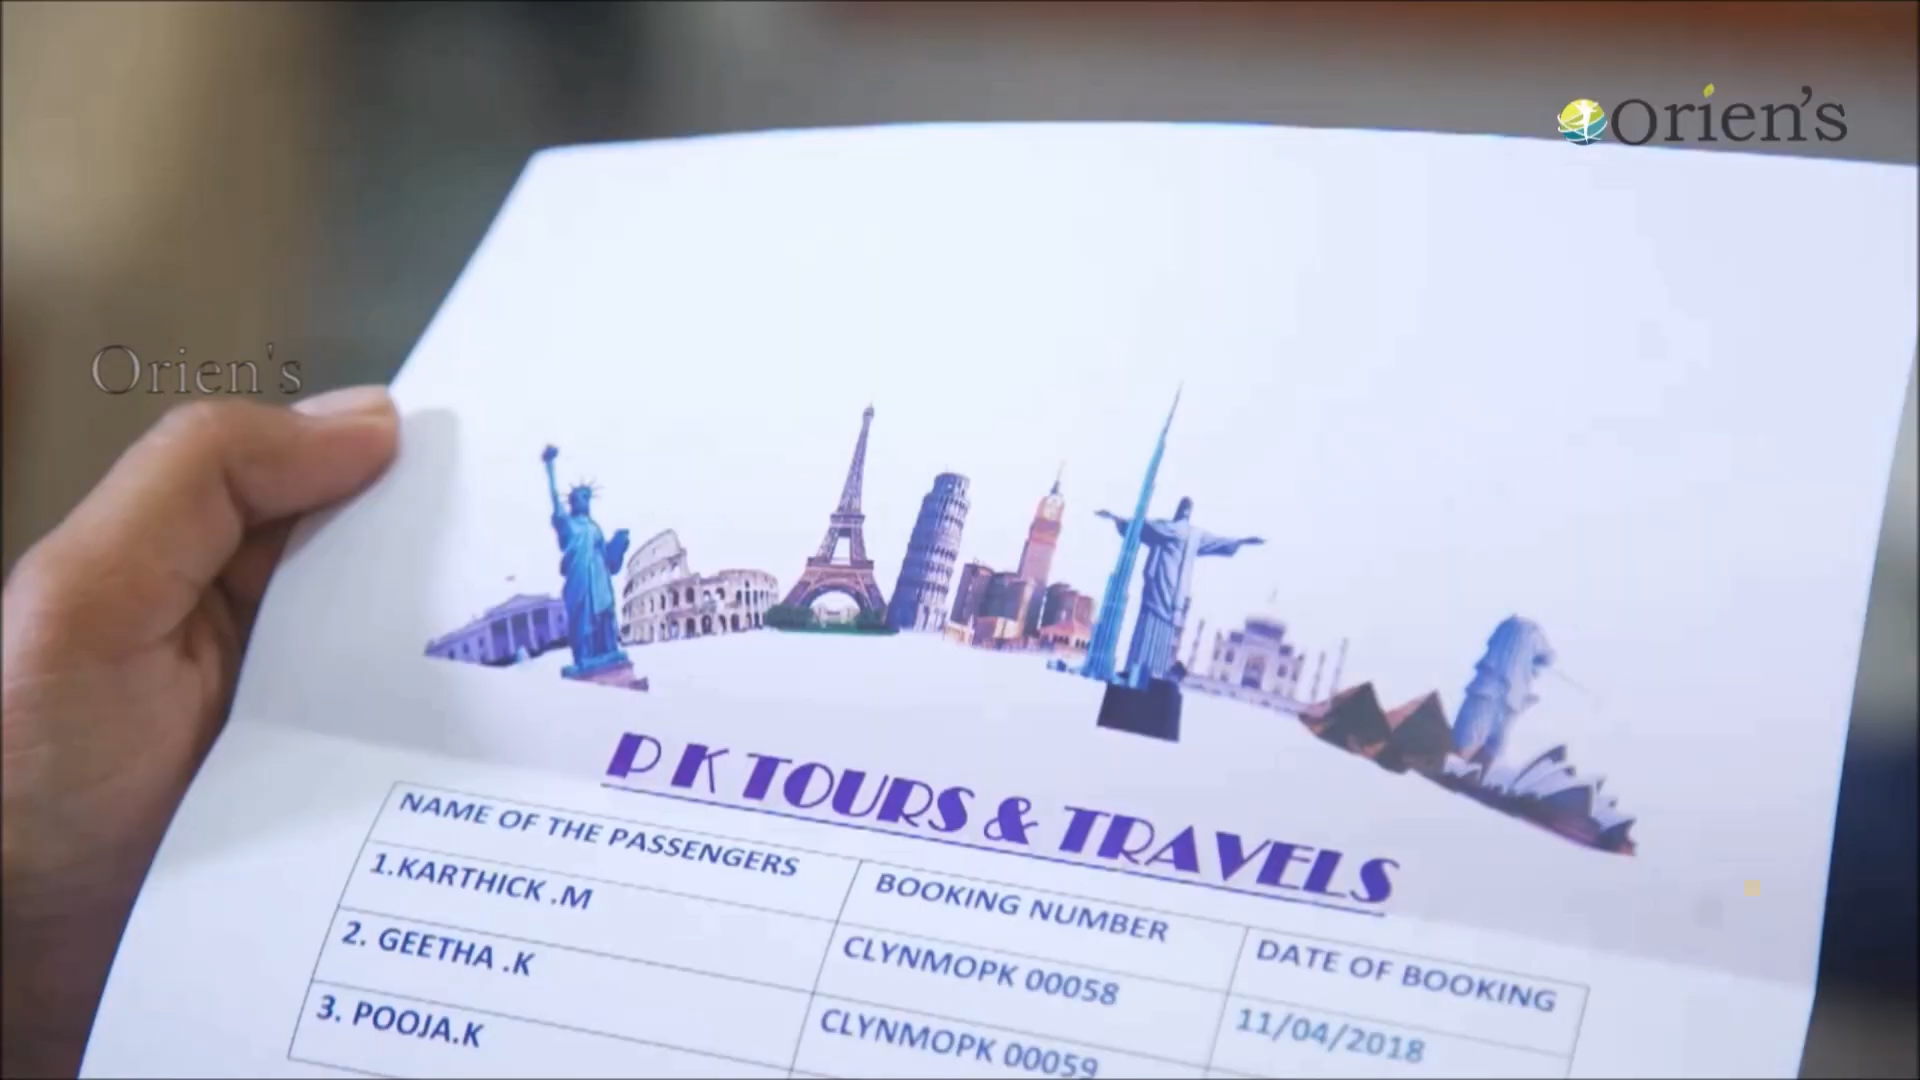 Orien's
Orien's
P K TOURS & TRAVELS
NAME OF THE PASSENGERS BOOKING NUMBER DATE OF BOOKING
1.KARTHICK .M CLYNMOPK 00058 11/04/2018
2. GEETHA .K CLYNMOPK 00059
3. POOJA.K